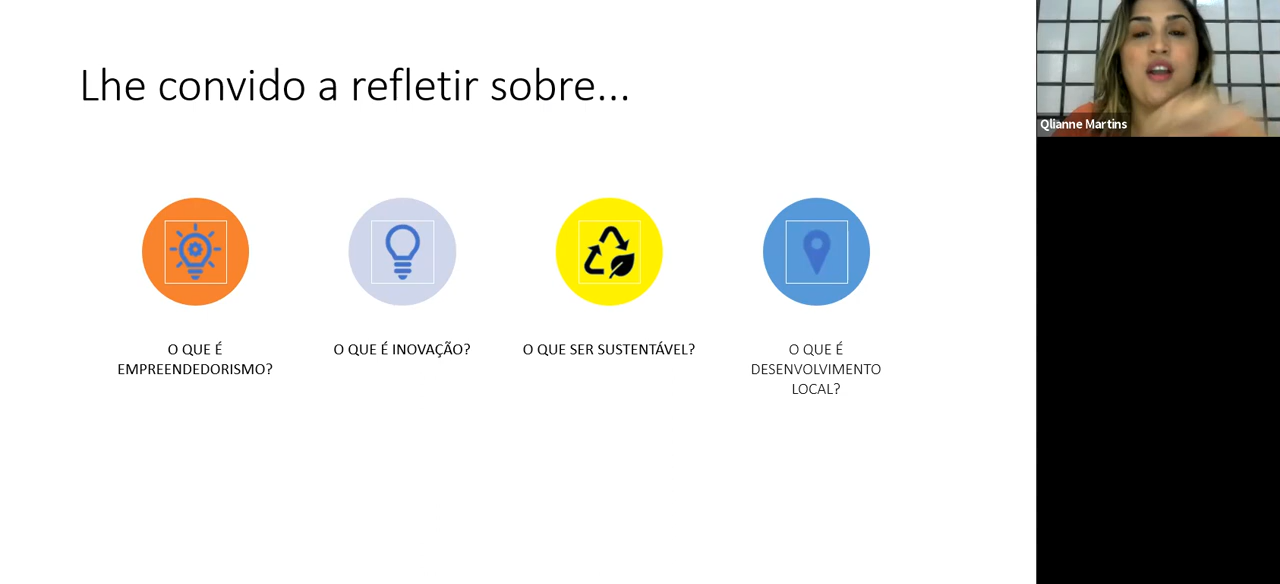 Lhe convido a refletir sobre...
Qlianne Martins
O QUE É
EMPREENDEDORISMO?
O QUE É INOVAÇÃO?
O QUE SER SUSTENTÁVEL?
O QUE É
DESENVOLVIMENTO
LOCAL?